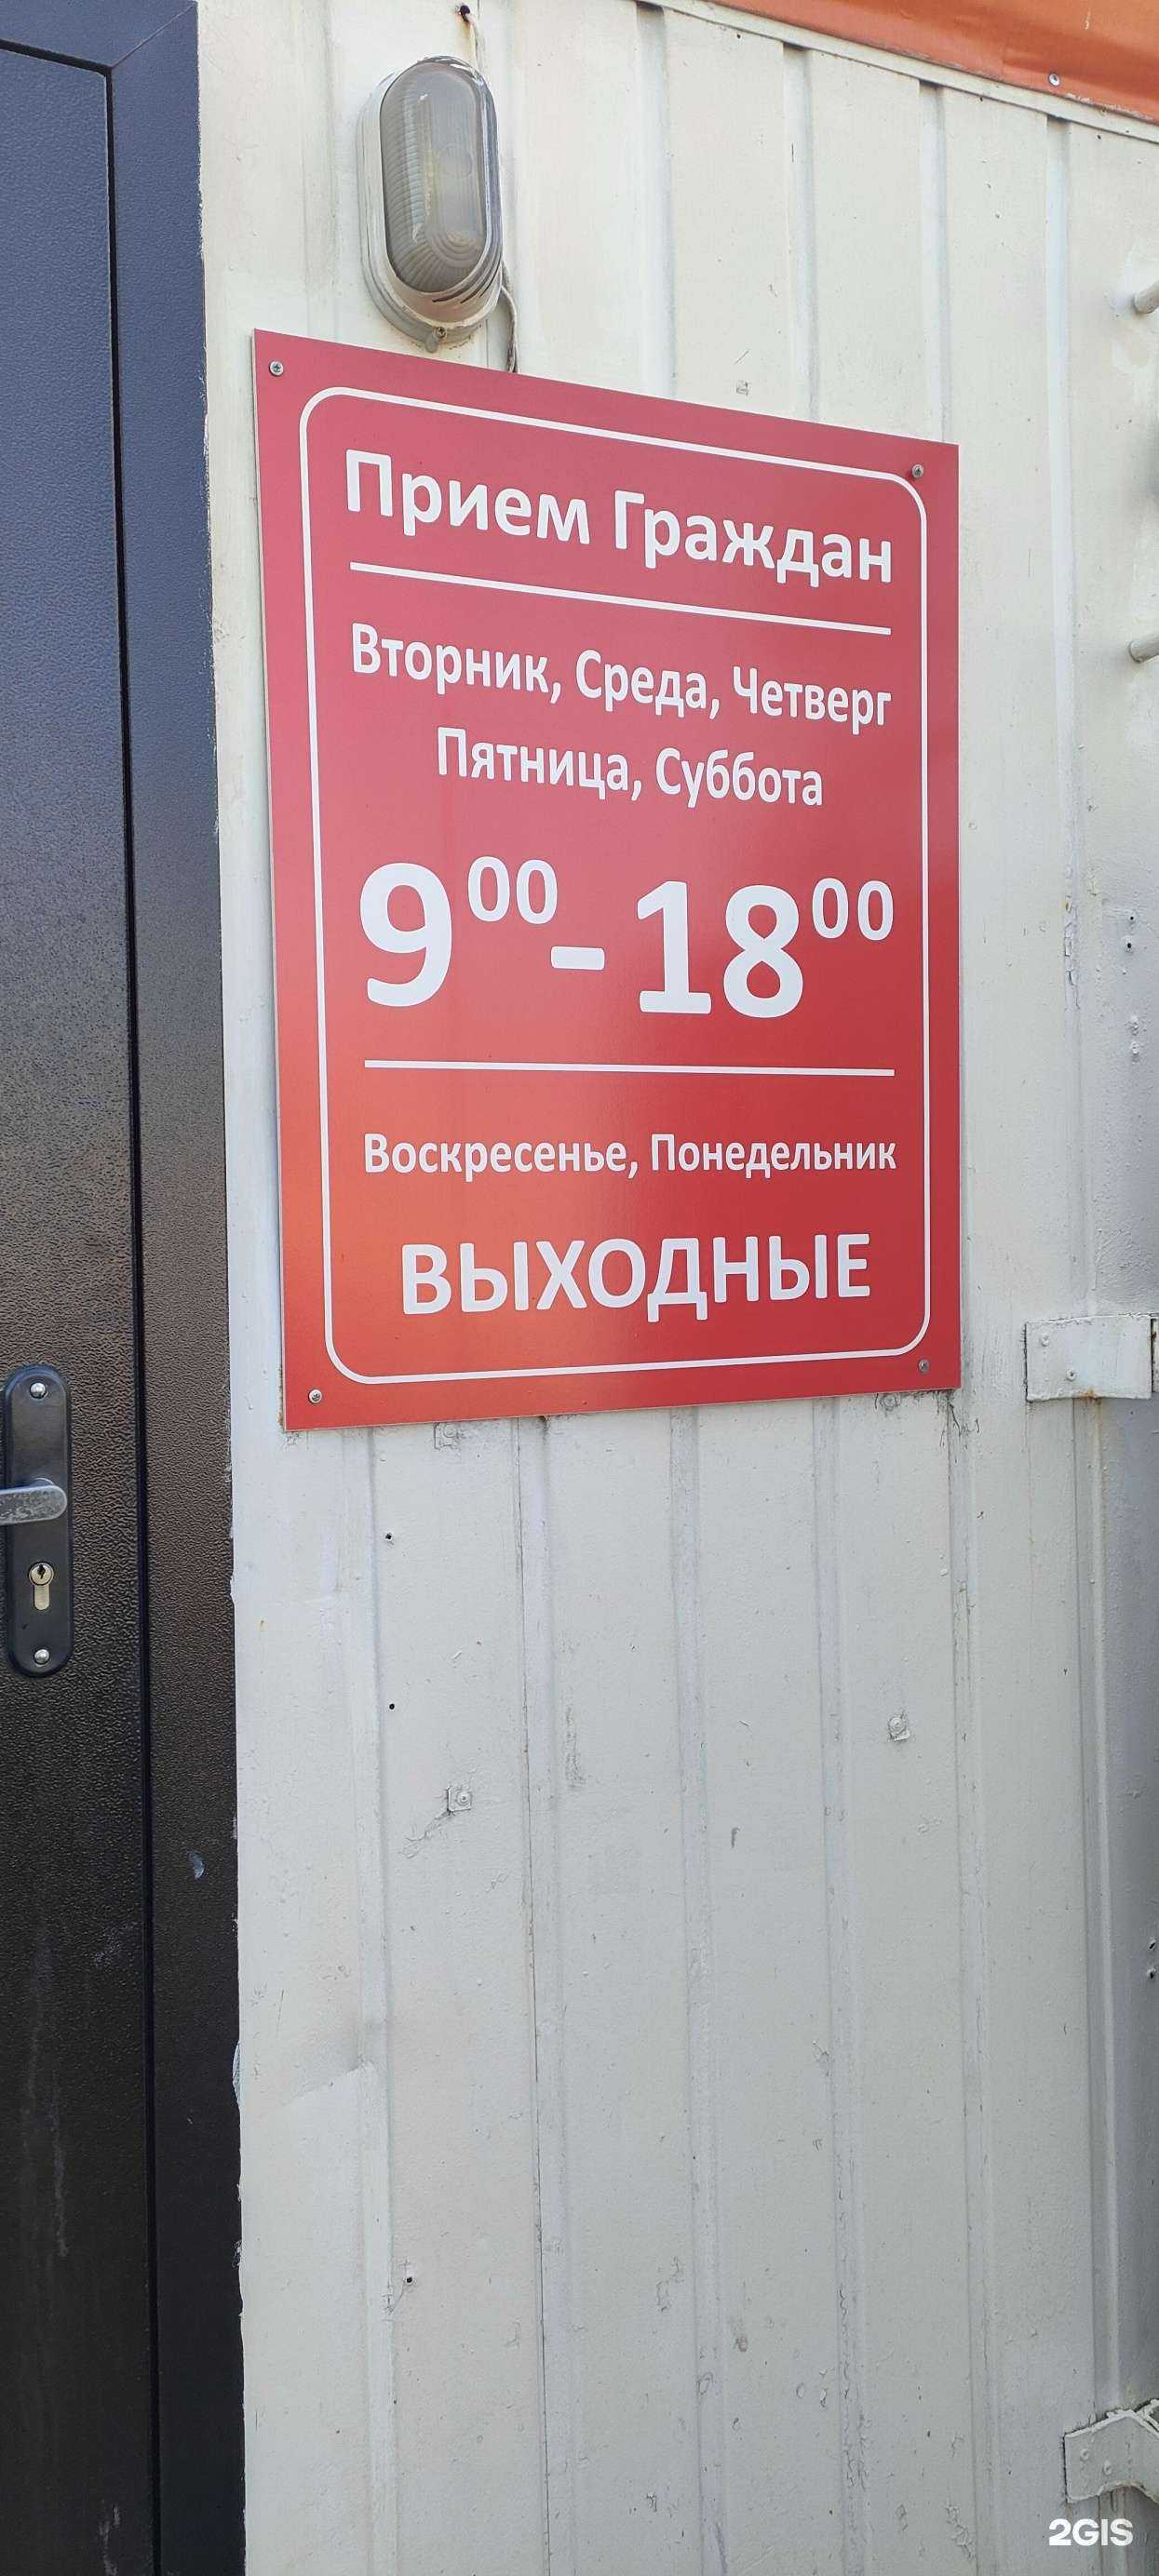 Прием Граждан
Вторник, Среда, Четверг
Пятница, Суббота
9⁰⁰-18⁰⁰
Воскресенье, Понедельник
ВЫХОДНЫЕ
2GIS